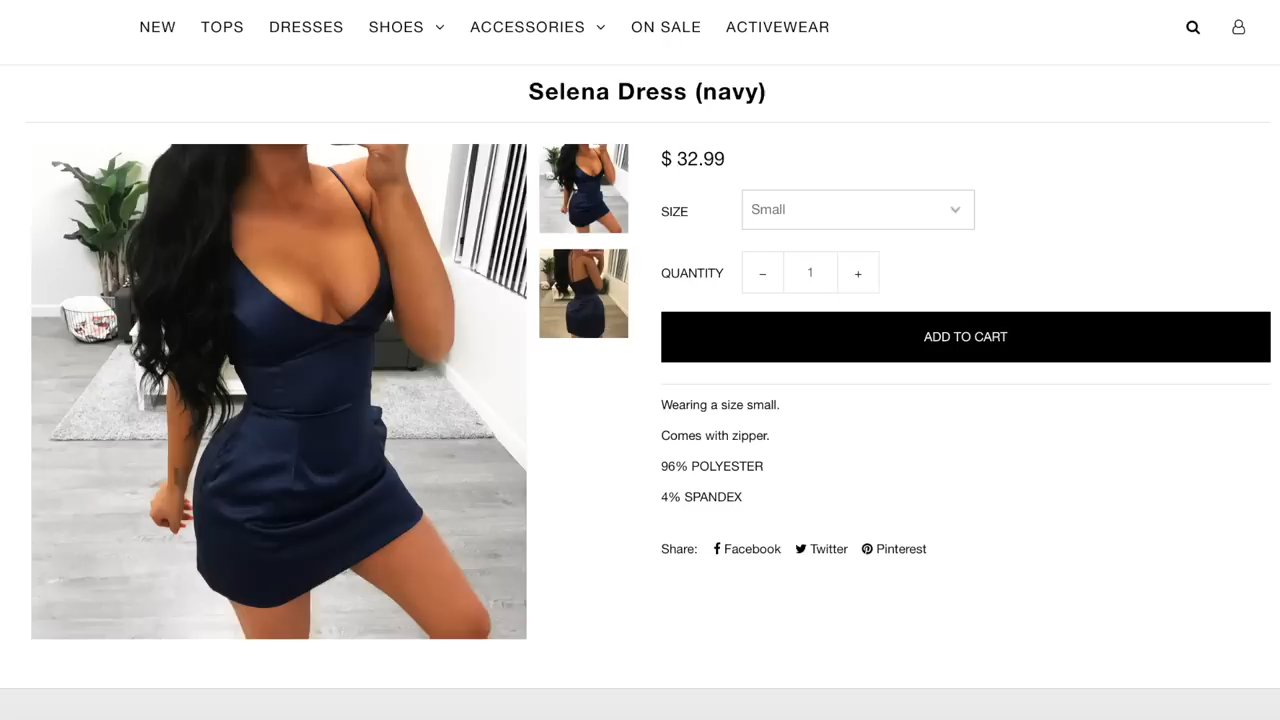 NEW TOPS DRESSES SHOES ACCESSORIES ON SALE ACTIVEWEAR
Selena Dress (navy)
$ 32.99
SIZE Small
QUANTITY − 1 +
ADD TO CART
Wearing a size small.
Comes with zipper.
96% POLYESTER
4% SPANDEX
Share: Facebook Twitter Pinterest